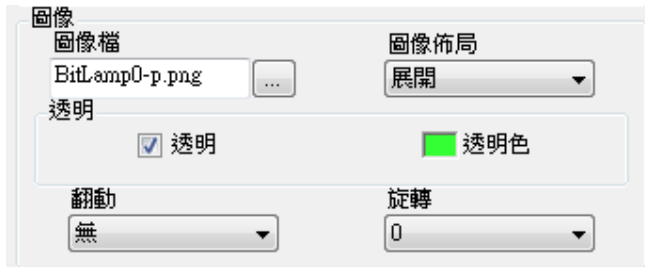 圖像
圖像檔 圖像佈局
BitLamp0-p.png ... 展開
透明
透明 透明色
翻動 旋轉
無 0